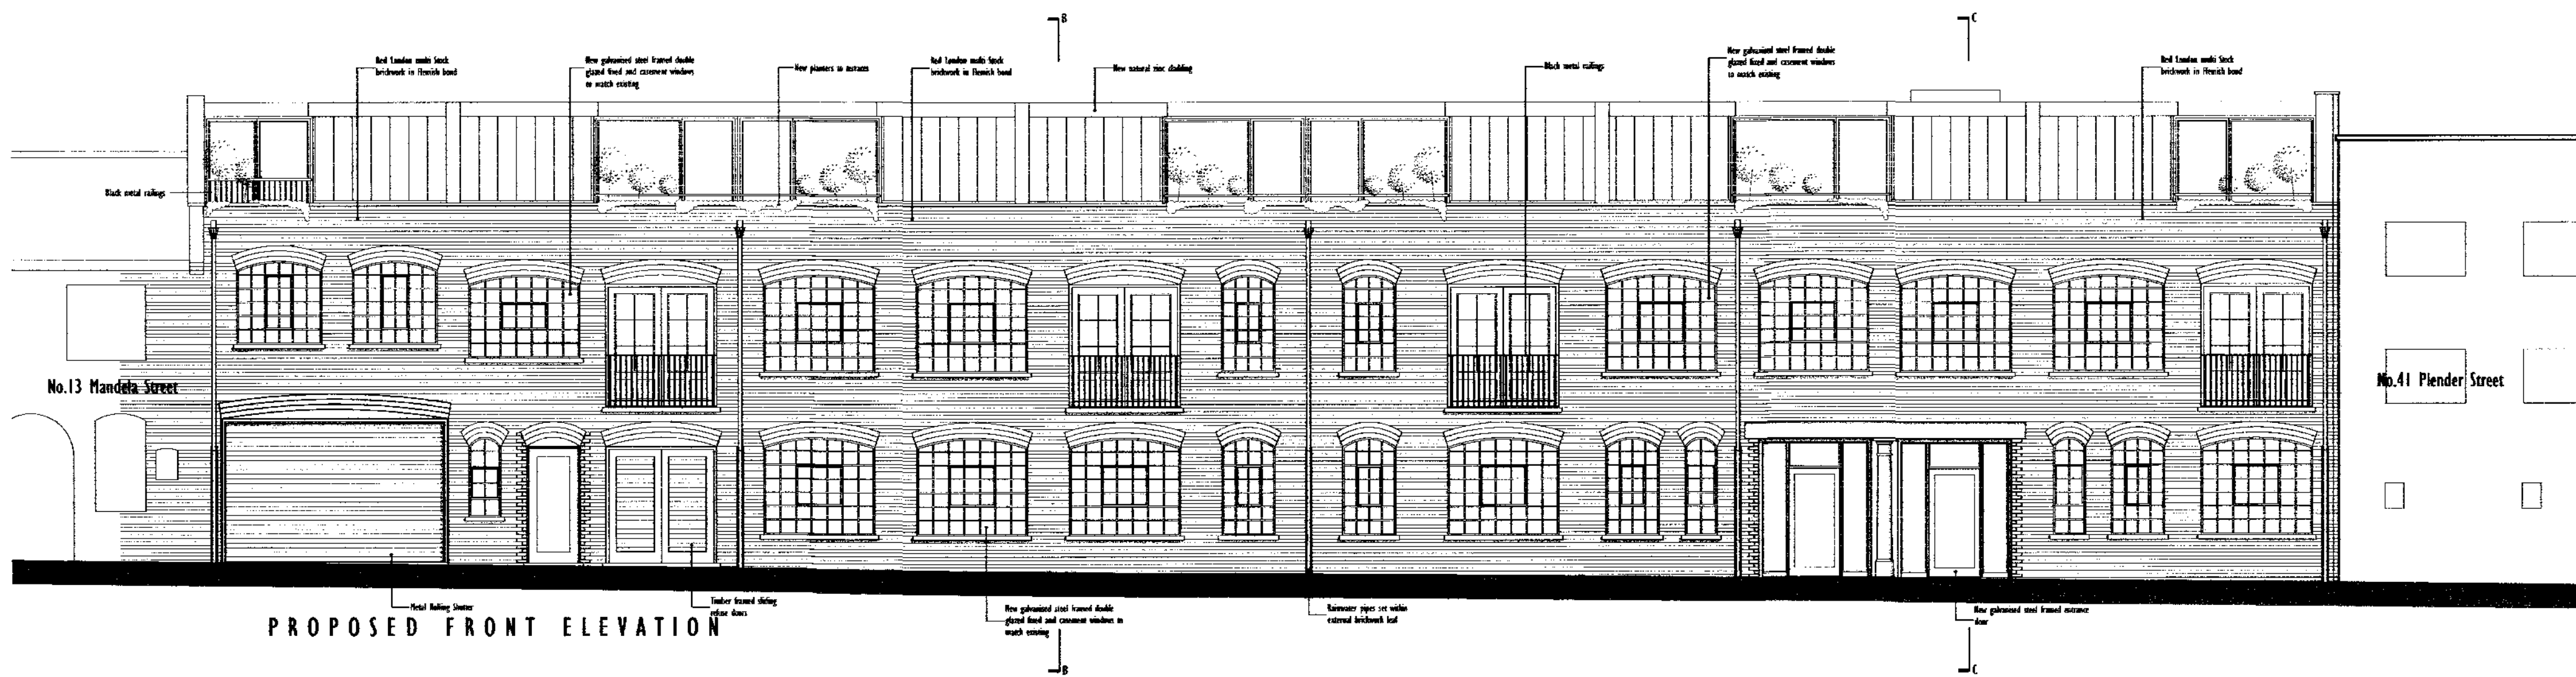 B
C
Red London multi Stock
brickwork in Flemish bond
New galvanised steel framed double
glazed fixed and casement windows
to match existing
New planters to terraces
Red London multi Stock
brickwork in Flemish bond
New natural zinc cladding
Black metal railings
New galvanised steel framed double
glazed fixed and casement windows
to match existing
Red London multi Stock
brickwork in Flemish bond
Black metal railings
No.13 Mandela Street
No.41 Plender Street
Metal Rolling Shutter
Timber framed sliding
refuse doors
New galvanised steel framed double
glazed fixed and casement windows to
match existing
Rainwater pipes set within
external brickwork leaf
New galvanised steel framed entrance
door
PROPOSED FRONT ELEVATION
B
C